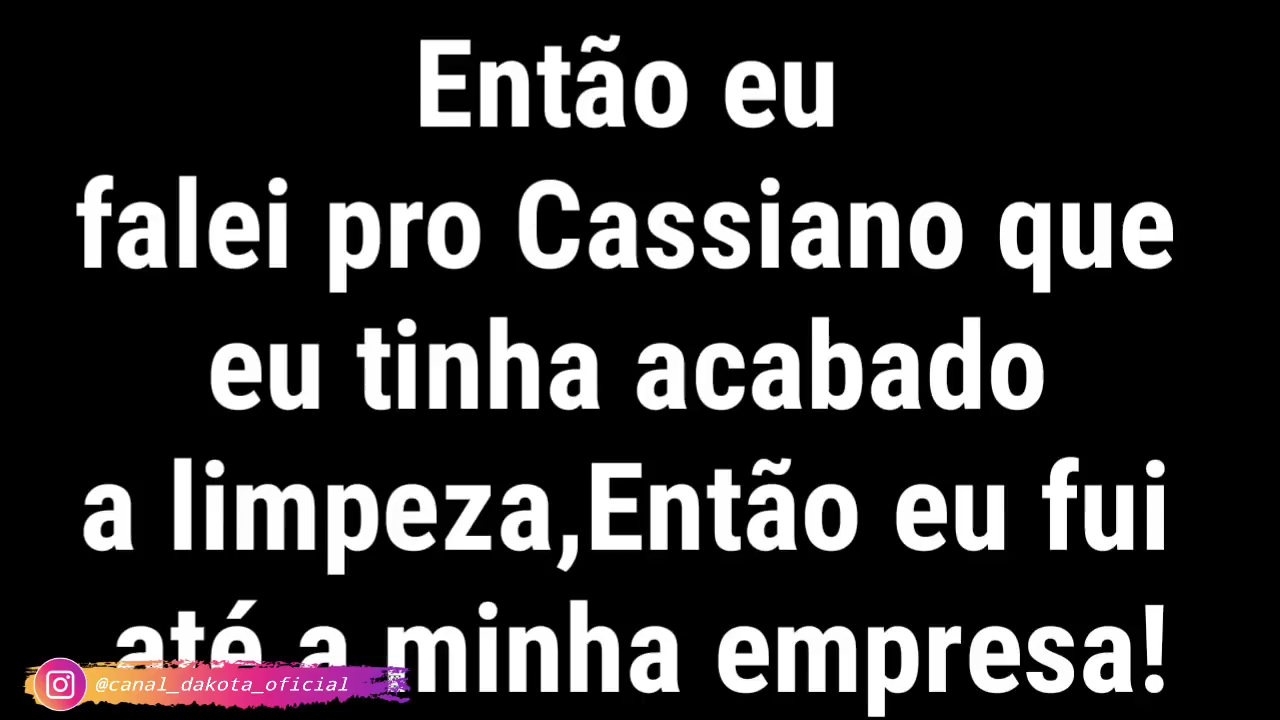 Então eu
falei pro Cassiano que
eu tinha acabado
a limpeza,Então eu fui
até a minha empresa!
@canal_dakota_oficial